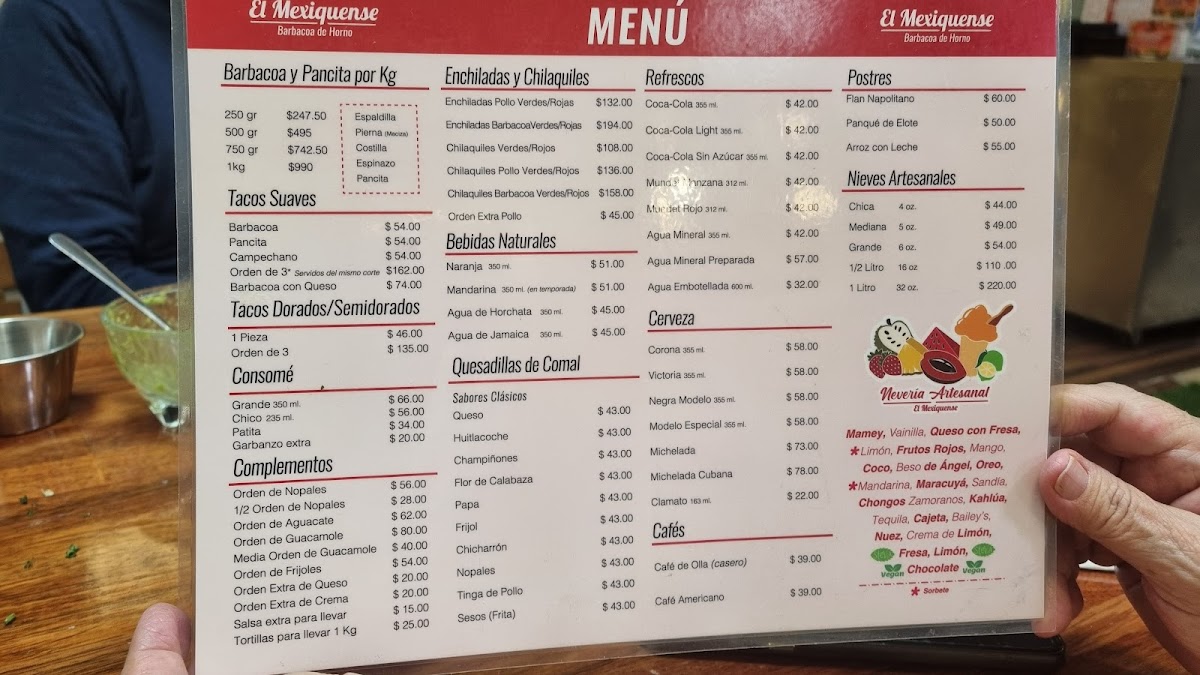 El Mexiquense
Barbacoa de Horno
MENÚ
El Mexiquense
Barbacoa de Horno
Barbacoa y Pancita por Kg
250 gr $247.50
500 gr $495
750 gr $742.50
1kg $990
Espaldilla
Pierna (Maciza)
Costilla
Espinazo
Pancita
Tacos Suaves
Barbacoa $ 54.00
Pancita $ 54.00
Campechano $ 54.00
Orden de 3* Servidos del mismo corte $162.00
Barbacoa con Queso $ 74.00
Tacos Dorados/Semidorados
1 Pieza $ 46.00
Orden de 3 $ 135.00
Consomé
Grande 350 ml. $ 66.00
Chico 235 ml. $ 56.00
Patita $ 34.00
Garbanzo extra $ 20.00
Complementos
Orden de Nopales $ 56.00
1/2 Orden de Nopales $ 28.00
Orden de Aguacate $ 62.00
Orden de Guacamole $ 80.00
Media Orden de Guacamole $ 40.00
Orden de Frijoles $ 54.00
Orden Extra de Queso $ 20.00
Orden Extra de Crema $ 20.00
Salsa extra para llevar $ 15.00
Tortillas para llevar 1 Kg $ 25.00
Enchiladas y Chilaquiles
Enchiladas Pollo Verdes/Rojas $132.00
Enchiladas BarbacoaVerdes/Rojas $194.00
Chilaquiles Verdes/Rojos $108.00
Chilaquiles Pollo Verdes/Rojos $136.00
Chilaquiles Barbacoa Verdes/Rojos $158.00
Orden Extra Pollo $ 45.00
Bebidas Naturales
Naranja 350 ml. $ 51.00
Mandarina 350 ml. (en temporada) $ 51.00
Agua de Horchata 350 ml. $ 45.00
Agua de Jamaica 350 ml. $ 45.00
Quesadillas de Comal
Sabores Clásicos
Queso $ 43.00
Huitlacoche $ 43.00
Champiñones $ 43.00
Flor de Calabaza $ 43.00
Papa $ 43.00
Frijol $ 43.00
Chicharrón $ 43.00
Nopales $ 43.00
Tinga de Pollo $ 43.00
Sesos (Frita) $ 43.00
Refrescos
Coca-Cola 355 ml. $ 42.00
Coca-Cola Light 355 ml. $ 42.00
Coca-Cola Sin Azúcar 355 ml. $ 42.00
Mundet Manzana 312 ml. $ 42.00
Mundet Rojo 312 ml. $ 42.00
Agua Mineral 355 ml. $ 42.00
Agua Mineral Preparada $ 57.00
Agua Embotellada 600 ml. $ 32.00
Cerveza
Corona 355 ml. $ 58.00
Victoria 355 ml. $ 58.00
Negra Modelo 355 ml. $ 58.00
Modelo Especial 355 ml. $ 58.00
Michelada $ 73.00
Michelada Cubana $ 78.00
Clamato 163 ml. $ 22.00
Cafés
Café de Olla (casero) $ 39.00
Café Americano $ 39.00
Postres
Flan Napolitano $ 60.00
Panqué de Elote $ 50.00
Arroz con Leche $ 55.00
Nieves Artesanales
Chica 4 oz. $ 44.00
Mediana 5 oz. $ 49.00
Grande 6 oz. $ 54.00
1/2 Litro 16 oz $ 110 .00
1 Litro 32 oz. $ 220.00
Nevería Artesanal
El Mexiquense
Mamey, Vainilla, Queso con Fresa,
*Limón, Frutos Rojos, Mango,
Coco, Beso de Ángel, Oreo,
*Mandarina, Maracuyá, Sandía,
Chongos Zamoranos, Kahlúa,
Tequila, Cajeta, Bailey's,
Nuez, Crema de Limón,
Fresa, Limón,
Vegan Chocolate Vegan
* Sorbete